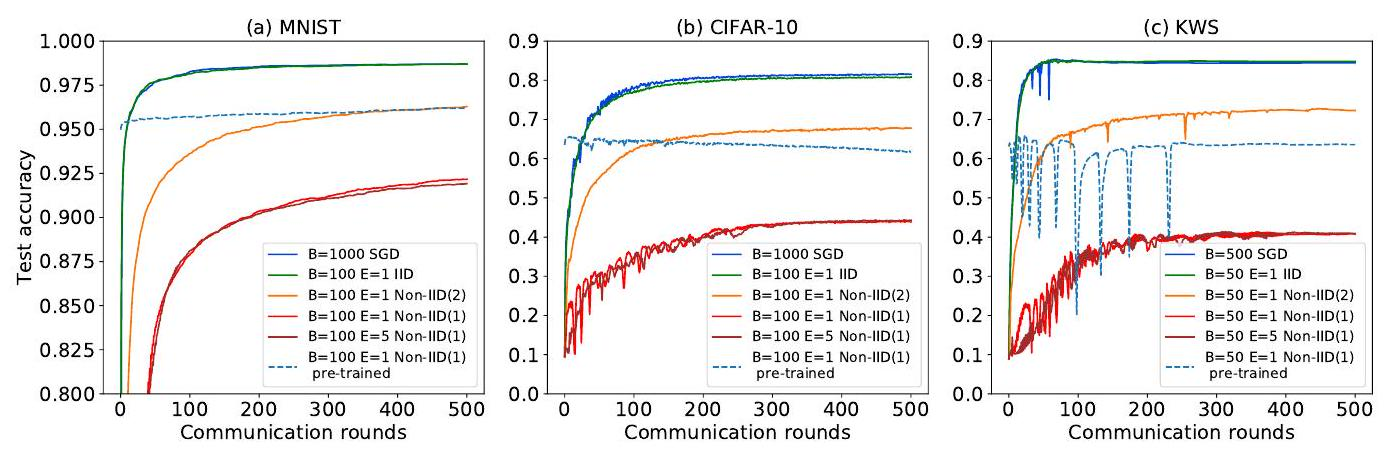 (a) MNIST
Test accuracy
1.000
0.975
0.950
0.925
0.900
0.875
0.850
0.825
0.800
B=1000 SGD
B=100 E=1 IID
B=100 E=1 Non-IID(2)
B=100 E=1 Non-IID(1)
B=100 E=5 Non-IID(1)
B=100 E=1 Non-IID(1)
pre-trained
0 100 200 300 400 500
Communication rounds
(b) CIFAR-10
0.9
0.8
0.7
0.6
0.5
0.4
0.3
0.2
0.1
0.0
B=1000 SGD
B=100 E=1 IID
B=100 E=1 Non-IID(2)
B=100 E=1 Non-IID(1)
B=100 E=5 Non-IID(1)
B=100 E=1 Non-IID(1)
pre-trained
0 100 200 300 400 500
Communication rounds
(c) KWS
0.9
0.8
0.7
0.6
0.5
0.4
0.3
0.2
0.1
0.0
B=500 SGD
B=50 E=1 IID
B=50 E=1 Non-IID(2)
B=50 E=1 Non-IID(1)
B=50 E=5 Non-IID(1)
B=50 E=1 Non-IID(1)
pre-trained
0 100 200 300 400 500
Communication rounds